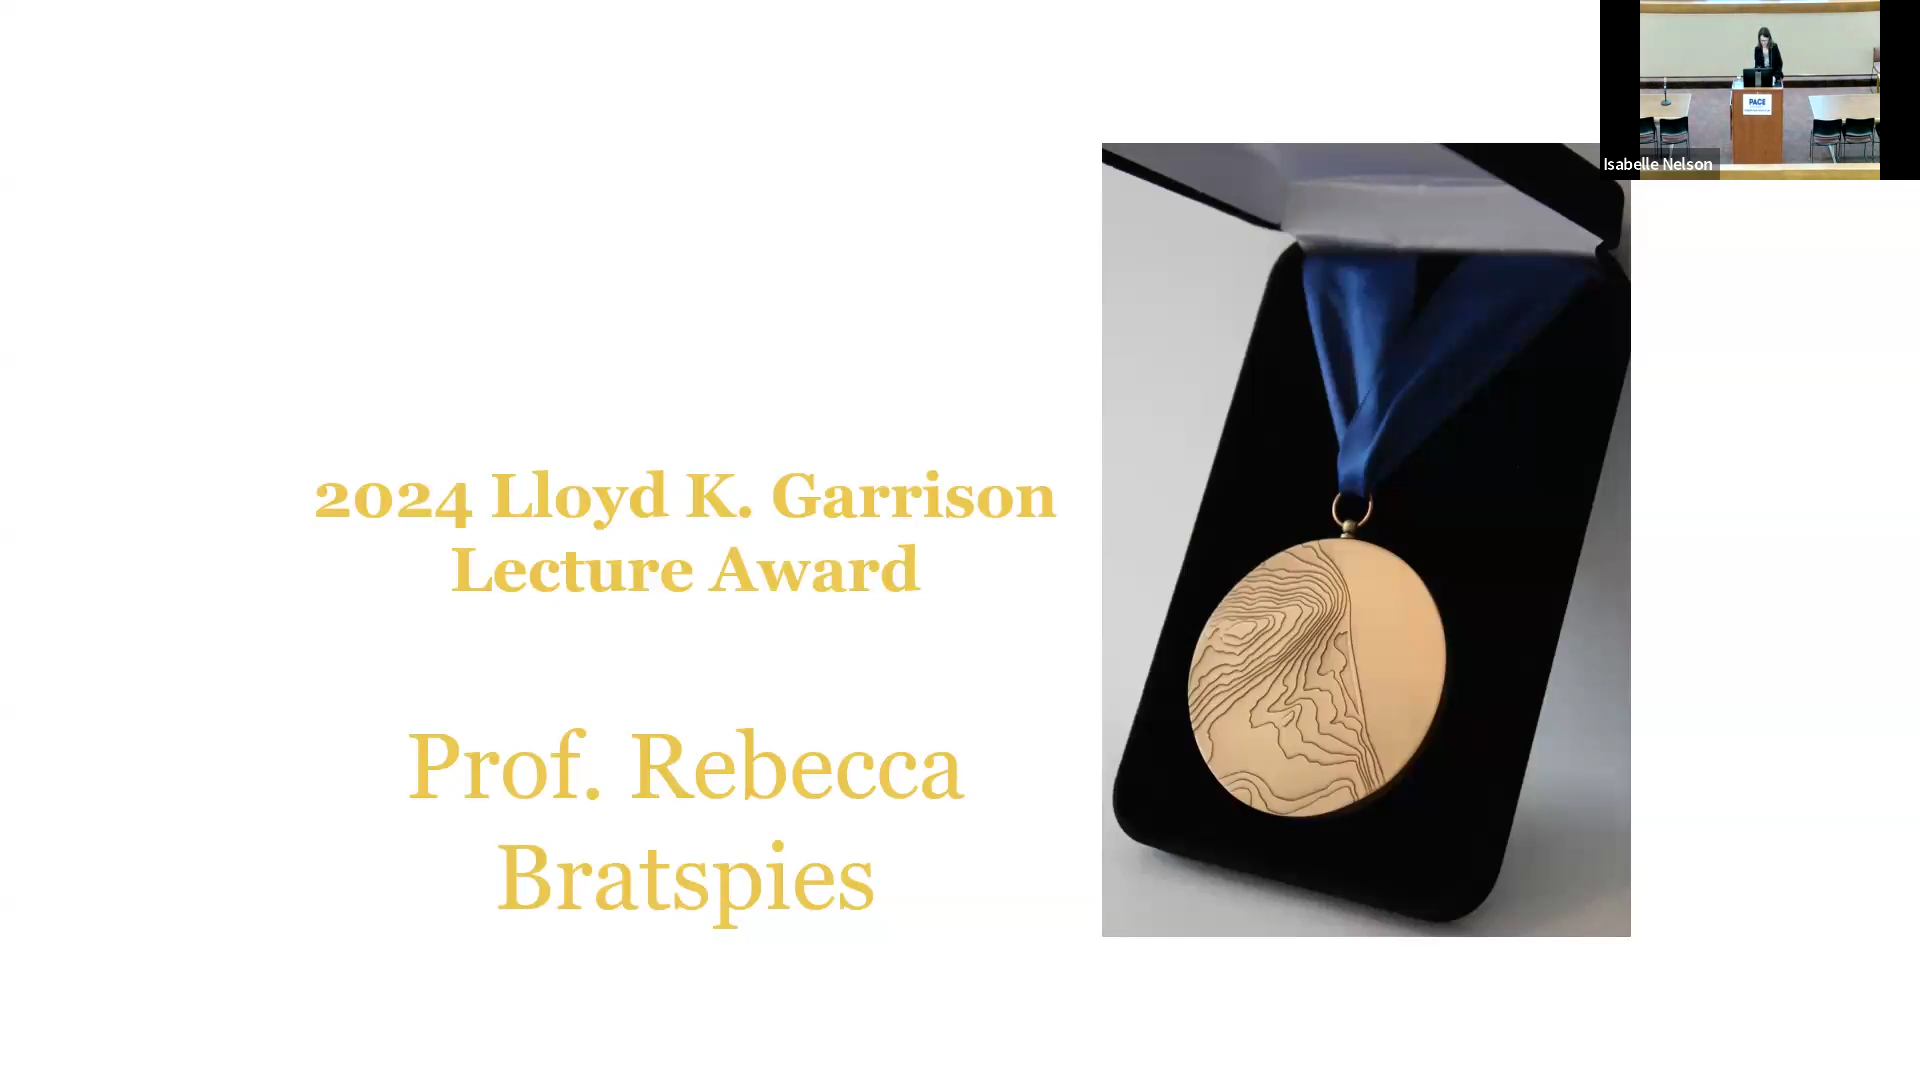 2024 Lloyd K. Garrison
Lecture Award
Prof. Rebecca
Bratspies
PACE
Isabelle Nelson